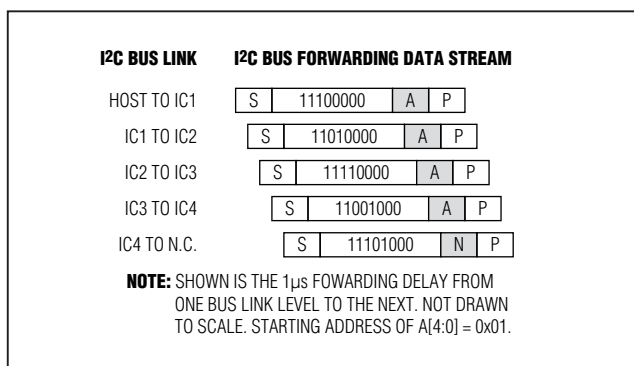 I2C BUS LINK I2C BUS FORWARDING DATA STREAM
HOST TO IC1 S 11100000 A P
IC1 TO IC2 S 11010000 A P
IC2 TO IC3 S 11110000 A P
IC3 TO IC4 S 11001000 A P
IC4 TO N.C. S 11101000 N P
NOTE: SHOWN IS THE 1µs FOWARDING DELAY FROM
ONE BUS LINK LEVEL TO THE NEXT. NOT DRAWN
TO SCALE. STARTING ADDRESS OF A[4:0] = 0x01.